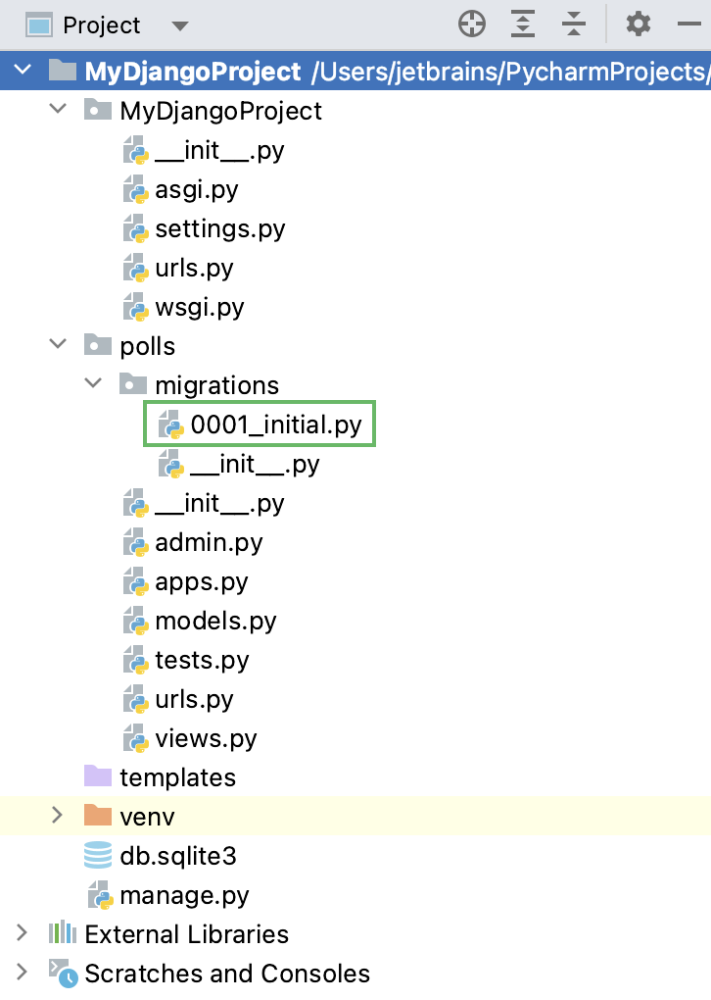 Project
MyDjangoProject /Users/jetbrains/PycharmProjects/
MyDjangoProject
__init__.py
asgi.py
settings.py
urls.py
wsgi.py
polls
migrations
0001_initial.py
__init__.py
__init__.py
admin.py
apps.py
models.py
tests.py
urls.py
views.py
templates
venv
db.sqlite3
manage.py
External Libraries
Scratches and Consoles